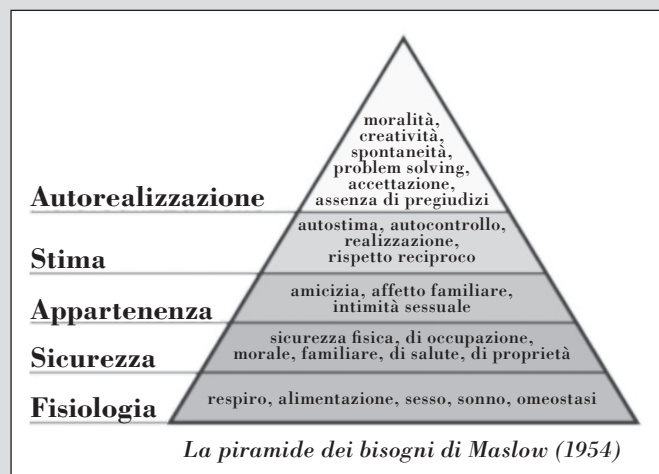 moralità,
creatività,
spontaneità,
problem solving,
accettazione,
assenza di pregiudizi
Autorealizzazione
autostima, autocontrollo,
realizzazione,
rispetto reciproco
Stima
amicizia, affetto familiare,
intimità sessuale
Appartenenza
sicurezza fisica, di occupazione,
morale, familiare, di salute, di proprietà
Sicurezza
respiro, alimentazione, sesso, sonno, omeostasi
Fisiologia
La piramide dei bisogni di Maslow (1954)